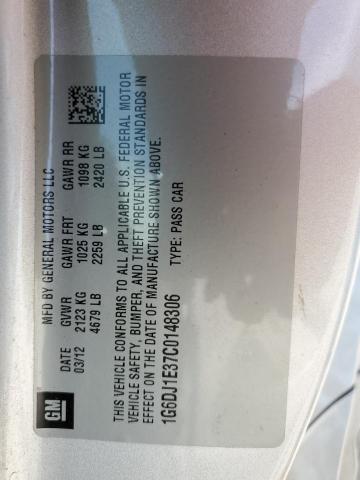 MFD BY GENERAL MOTORS LLC
DATE GVWR GAWR FRT GAWR RR
03/12 2123 KG 1025 KG 1098 KG
4679 LB 2259 LB 2420 LB
GM
THIS VEHICLE CONFORMS TO ALL APPLICABLE U.S. FEDERAL MOTOR
VEHICLE SAFETY, BUMPER, AND THEFT PREVENTION STANDARDS IN
EFFECT ON THE DATE OF MANUFACTURE SHOWN ABOVE.
1G6DJ1E37C0148306 TYPE: PASS CAR